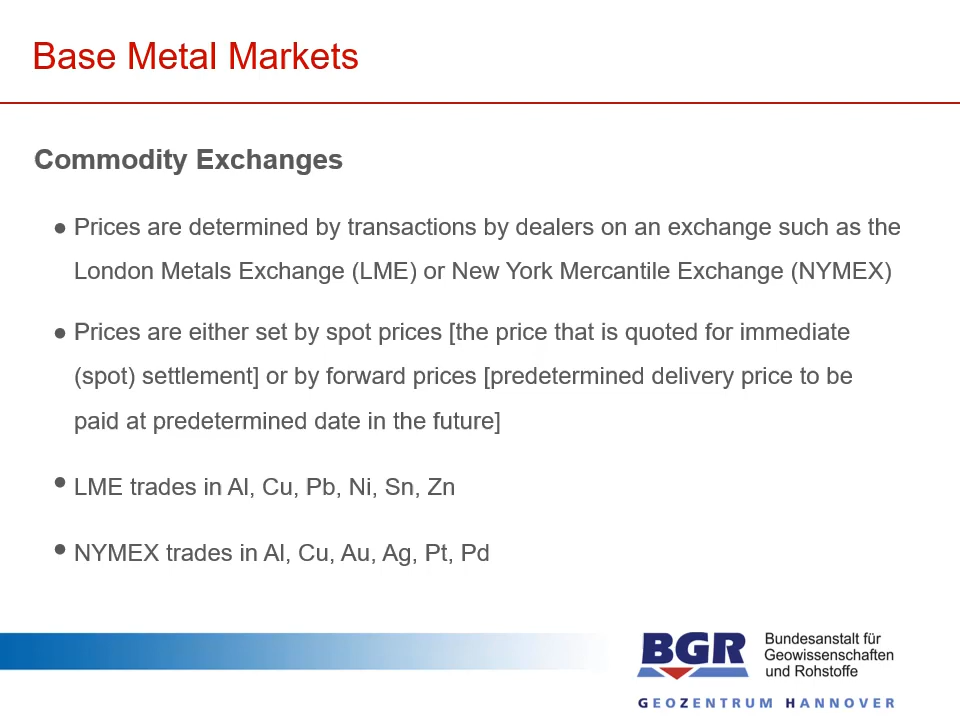 Base Metal Markets
Commodity Exchanges
● Prices are determined by transactions by dealers on an exchange such as the
London Metals Exchange (LME) or New York Mercantile Exchange (NYMEX)
● Prices are either set by spot prices [the price that is quoted for immediate
(spot) settlement] or by forward prices [predetermined delivery price to be
paid at predetermined date in the future]
● LME trades in Al, Cu, Pb, Ni, Sn, Zn
● NYMEX trades in Al, Cu, Au, Ag, Pt, Pd
BGR
Bundesanstalt für
Geowissenschaften
und Rohstoffe
GEOZENTRUM HANNOVER